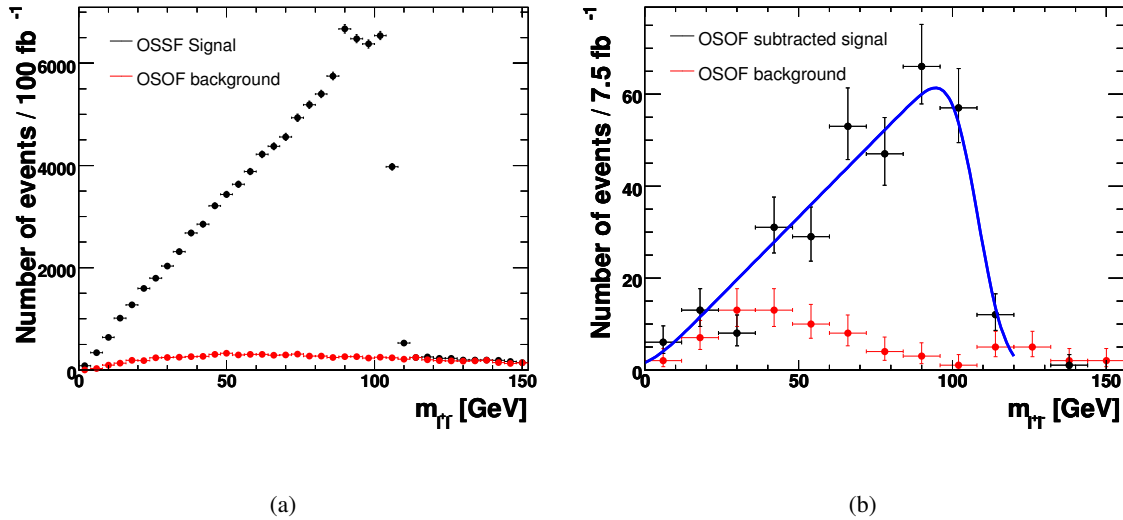 Number of events / 100 fb -1
OSSF Signal
OSOF background
6000
4000
2000
0
0 50 100 150
m l+l- [GeV]
(a)
Number of events / 7.5 fb -1
OSOF subtracted signal
OSOF background
60
40
20
0
0 50 100 150
m l+l- [GeV]
(b)